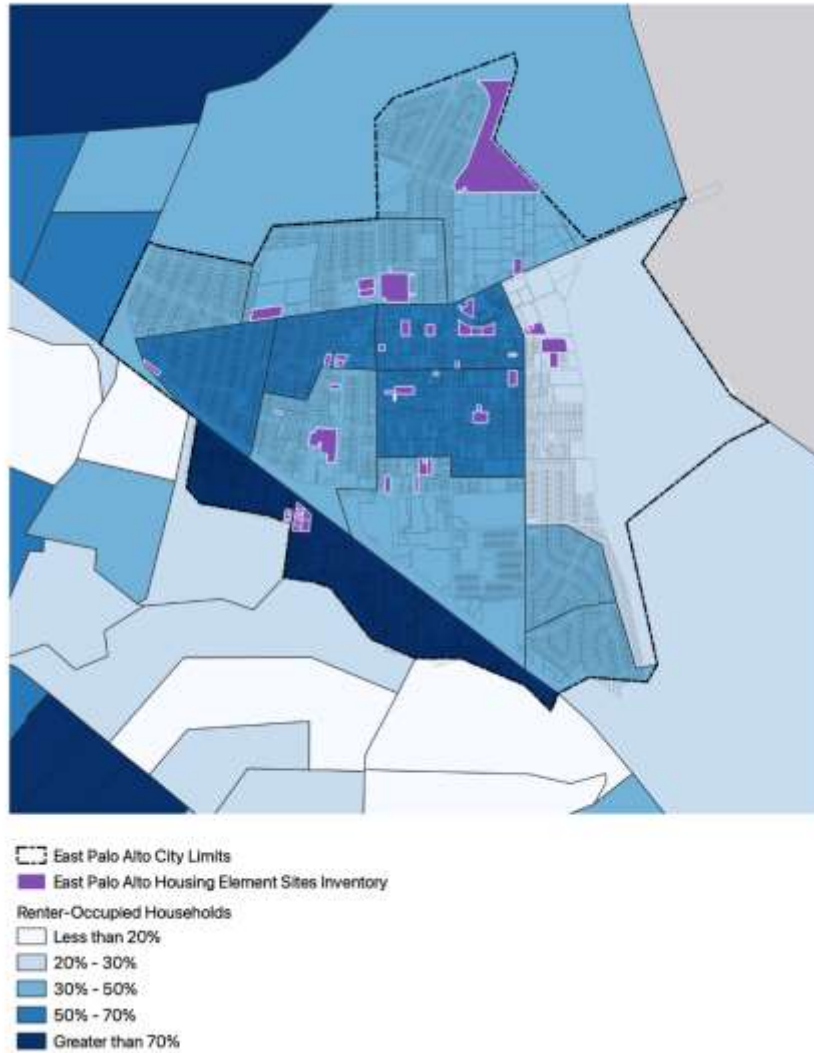 East Palo Alto City Limits
East Palo Alto Housing Element Sites Inventory
Renter-Occupied Households
Less than 20%
20% - 30%
30% - 50%
50% - 70%
Greater than 70%